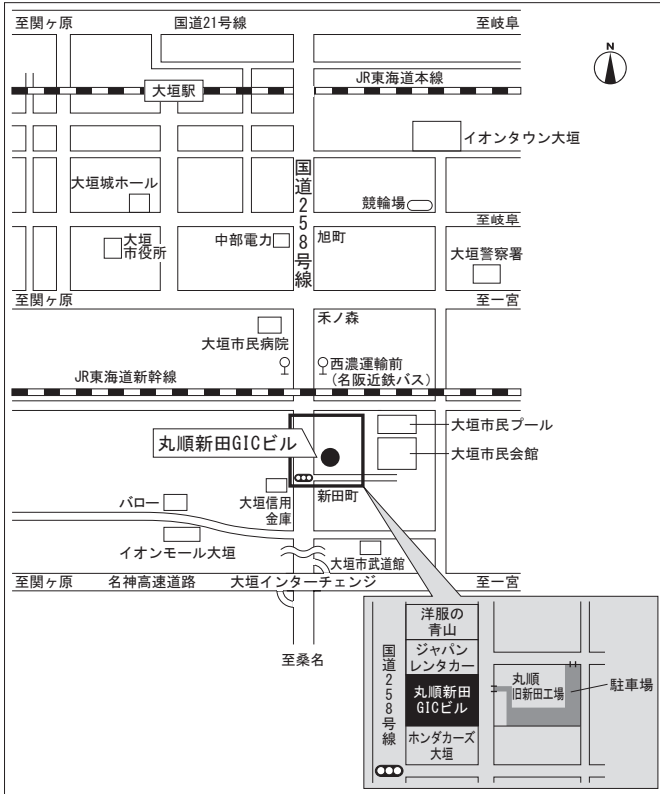 至関ヶ原
国道21号線
至岐阜
N
JR東海道本線
大垣駅
イオンタウン大垣
国道258号線
大垣城ホール
競輪場
至岐阜
大垣
市役所
中部電力
旭町
大垣警察署
至関ヶ原
至一宮
禾ノ森
大垣市民病院
西濃運輸前
(名阪近鉄バス)
JR東海道新幹線
大垣市民プール
丸順新田GICビル
大垣市民会館
バロー
大垣信用
金庫
新田町
イオンモール大垣
大垣市武道館
至関ヶ原
名神高速道路
大垣インターチェンジ
至一宮
至桑名
洋服の
青山
国道258号線
ジャパン
レンタカー
丸順
旧新田工場
駐車場
丸順新田
GICビル
ホンダカーズ
大垣